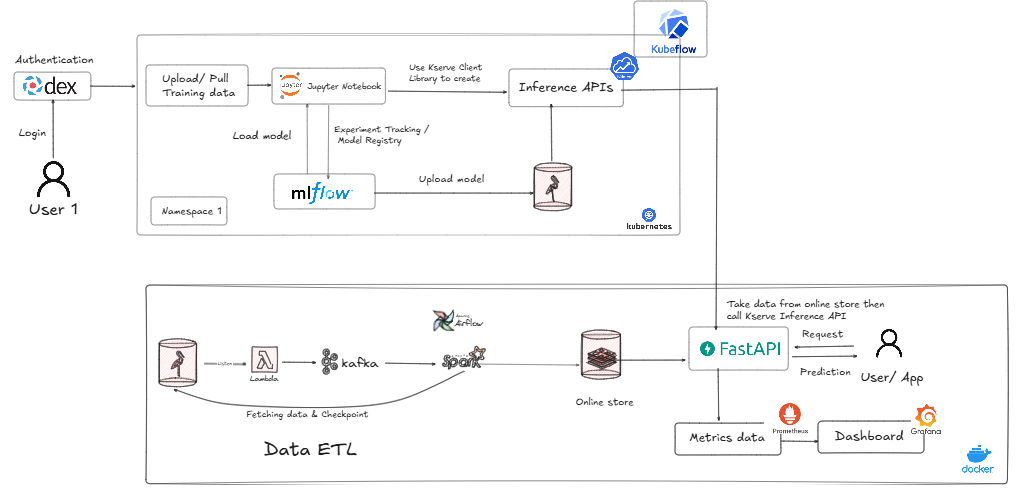 Kubeflow
Authentication
dex
Login
User 1
Upload/ Pull
Training data
Jupyter
Jupyter Notebook
Use Kserve Client
Library to create
Inference APIs
Load model
Experiment Tracking /
Model Registry
mlflow
Upload model
Namespace 1
kubernetes
Take data from online store then
call Kserve Inference API
Airflow
FastAPI
Request
Prediction
User/ App
Listen
Lambda
kafka
Spark
Online store
Fetching data & Checkpoint
Data ETL
Metrics data
Prometheus
Dashboard
Grafana
docker